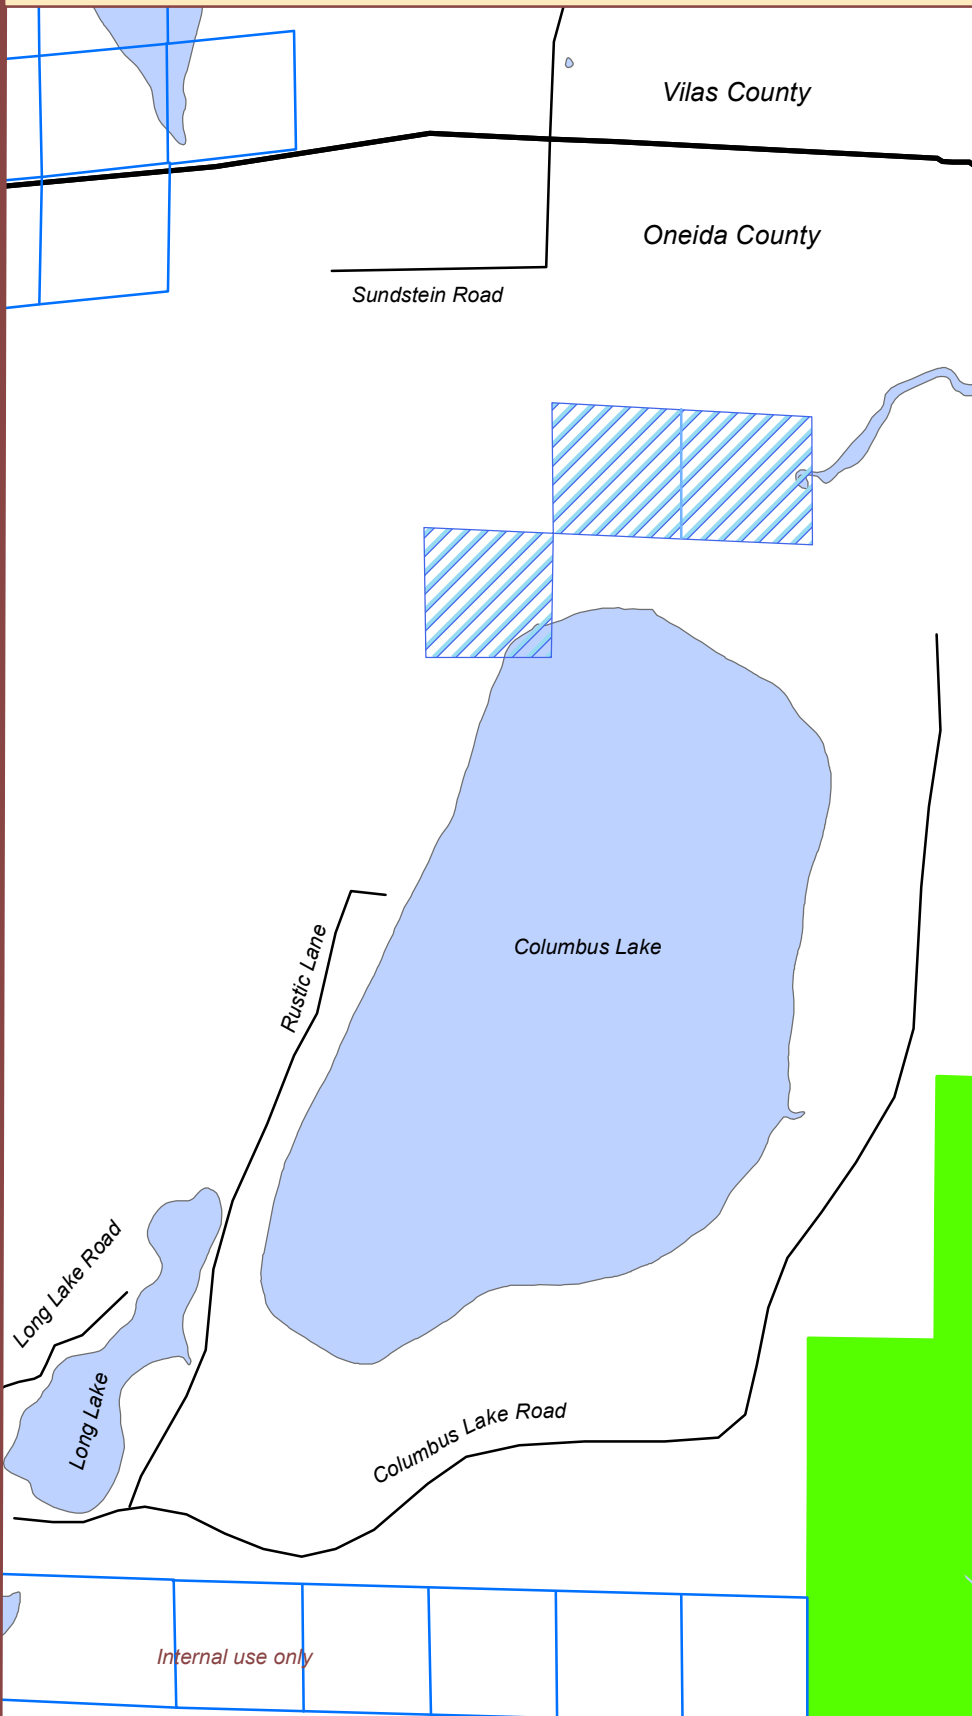 Vilas County
Oneida County
Sundstein Road
Columbus Lake
Rustic Lane
Long Lake Road
Long Lake
Columbus Lake Road
Internal use only